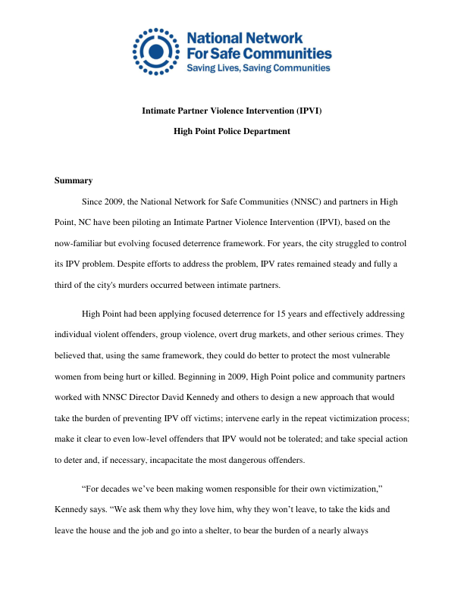 National Network
For Safe Communities
Saving Lives, Saving Communities
Intimate Partner Violence Intervention (IPVI)
High Point Police Department
Summary
Since 2009, the National Network for Safe Communities (NNSC) and partners in High
Point, NC have been piloting an Intimate Partner Violence Intervention (IPVI), based on the
now-familiar but evolving focused deterrence framework. For years, the city struggled to control
its IPV problem. Despite efforts to address the problem, IPV rates remained steady and fully a
third of the city's murders occurred between intimate partners.
High Point had been applying focused deterrence for 15 years and effectively addressing
individual violent offenders, group violence, overt drug markets, and other serious crimes. They
believed that, using the same framework, they could do better to protect the most vulnerable
women from being hurt or killed. Beginning in 2009, High Point police and community partners
worked with NNSC Director David Kennedy and others to design a new approach that would
take the burden of preventing IPV off victims; intervene early in the repeat victimization process;
make it clear to even low-level offenders that IPV would not be tolerated; and take special action
to deter and, if necessary, incapacitate the most dangerous offenders.
“For decades we’ve been making women responsible for their own victimization,”
Kennedy says. “We ask them why they love him, why they won’t leave, to take the kids and
leave the house and the job and go into a shelter, to bear the burden of a nearly always